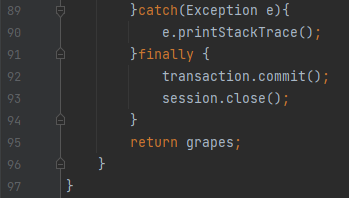 89 }catch(Exception e){
90 e.printStackTrace();
91 }finally {
92 transaction.commit();
93 session.close();
94 }
95 return grapes;
96 }
97 }